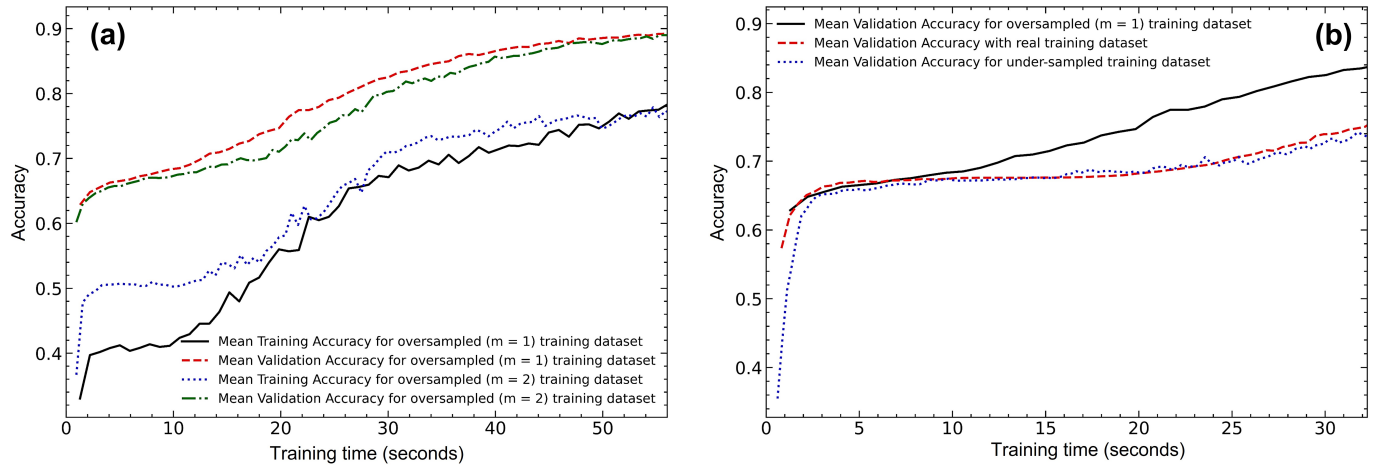 (a)
0.9
0.8
0.7
0.6
0.5
0.4
Accuracy
Mean Training Accuracy for oversampled (m = 1) training dataset
Mean Validation Accuracy for oversampled (m = 1) training dataset
Mean Training Accuracy for oversampled (m = 2) training dataset
Mean Validation Accuracy for oversampled (m = 2) training dataset
0 10 20 30 40 50
Training time (seconds)
(b)
Mean Validation Accuracy for oversampled (m = 1) training dataset
Mean Validation Accuracy with real training dataset
Mean Validation Accuracy for under-sampled training dataset
0.9
0.8
0.7
0.6
0.5
0.4
Accuracy
0 5 10 15 20 25 30
Training time (seconds)